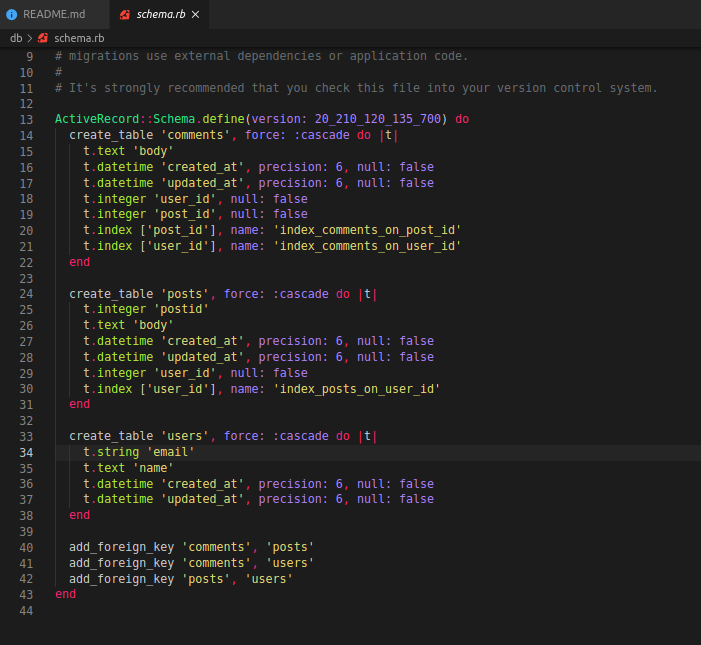 README.md
schema.rb ×
db > schema.rb
9 # migrations use external dependencies or application code.
10 #
11 # It's strongly recommended that you check this file into your version control system.
12
13 ActiveRecord::Schema.define(version: 20_210_120_135_700) do
14   create_table 'comments', force: :cascade do |t|
15     t.text 'body'
16     t.datetime 'created_at', precision: 6, null: false
17     t.datetime 'updated_at', precision: 6, null: false
18     t.integer 'user_id', null: false
19     t.integer 'post_id', null: false
20     t.index ['post_id'], name: 'index_comments_on_post_id'
21     t.index ['user_id'], name: 'index_comments_on_user_id'
22   end
23
24   create_table 'posts', force: :cascade do |t|
25     t.integer 'postid'
26     t.text 'body'
27     t.datetime 'created_at', precision: 6, null: false
28     t.datetime 'updated_at', precision: 6, null: false
29     t.integer 'user_id', null: false
30     t.index ['user_id'], name: 'index_posts_on_user_id'
31   end
32
33   create_table 'users', force: :cascade do |t|
34     t.string 'email'
35     t.text 'name'
36     t.datetime 'created_at', precision: 6, null: false
37     t.datetime 'updated_at', precision: 6, null: false
38   end
39
40   add_foreign_key 'comments', 'posts'
41   add_foreign_key 'comments', 'users'
42   add_foreign_key 'posts', 'users'
43 end
44